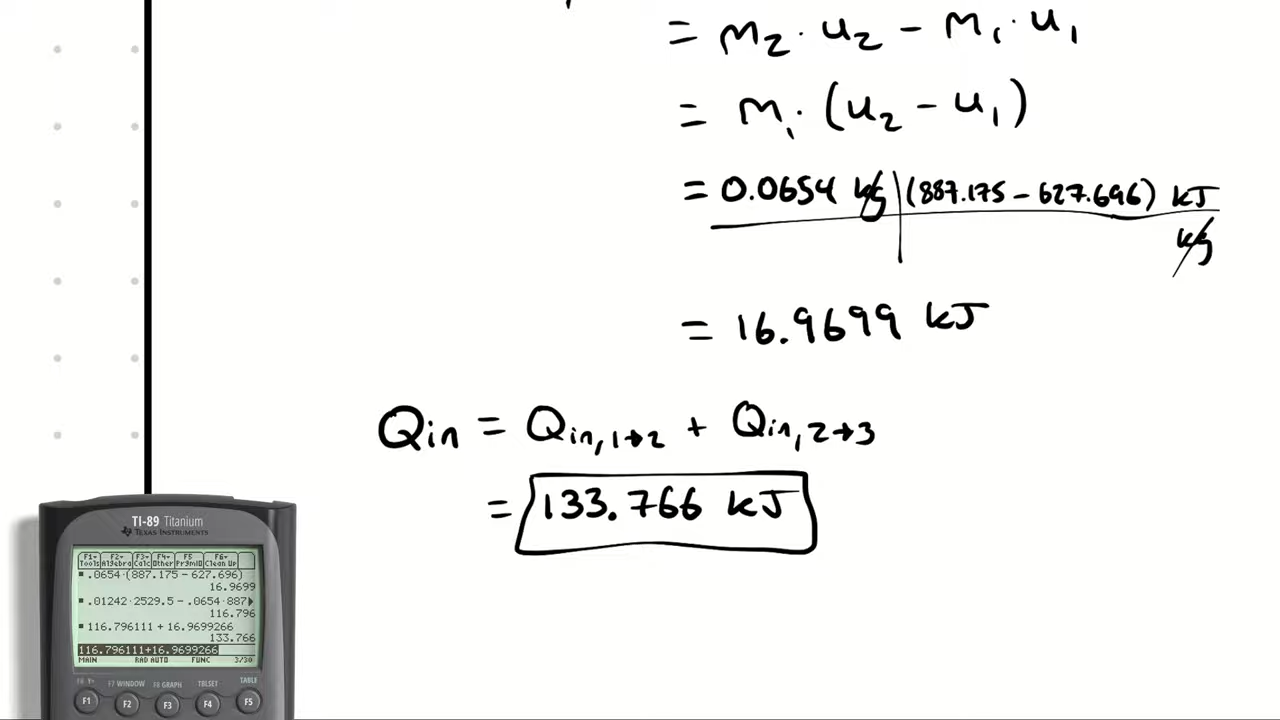 = m₂ · u₂ − m₁ · u₁
= m₁ · (u₂ − u₁)
= 0.0654 kg | (887.175 − 627.696) kJ
kg
= 16.9699 kJ
Qin = Qin,1→2 + Qin,2→3
= 133.766 kJ
TI-89 Titanium
TEXAS INSTRUMENTS
F1▾ F2▾ F3▾ F4▾ F5 F6▾
Tools Algebra Calc Other PrgmIO Clean Up
.0654·(887.175 − 627.696)
16.9699
.01242·2529.5 − .0654·887▸
116.796
116.796111 + 16.9699266
133.766
116.796111+16.9699266
MAIN RAD AUTO FUNC 3/30
F6 Y= F7 WINDOW F8 GRAPH TBLSET TABLE
F1 F2 F3 F4 F5